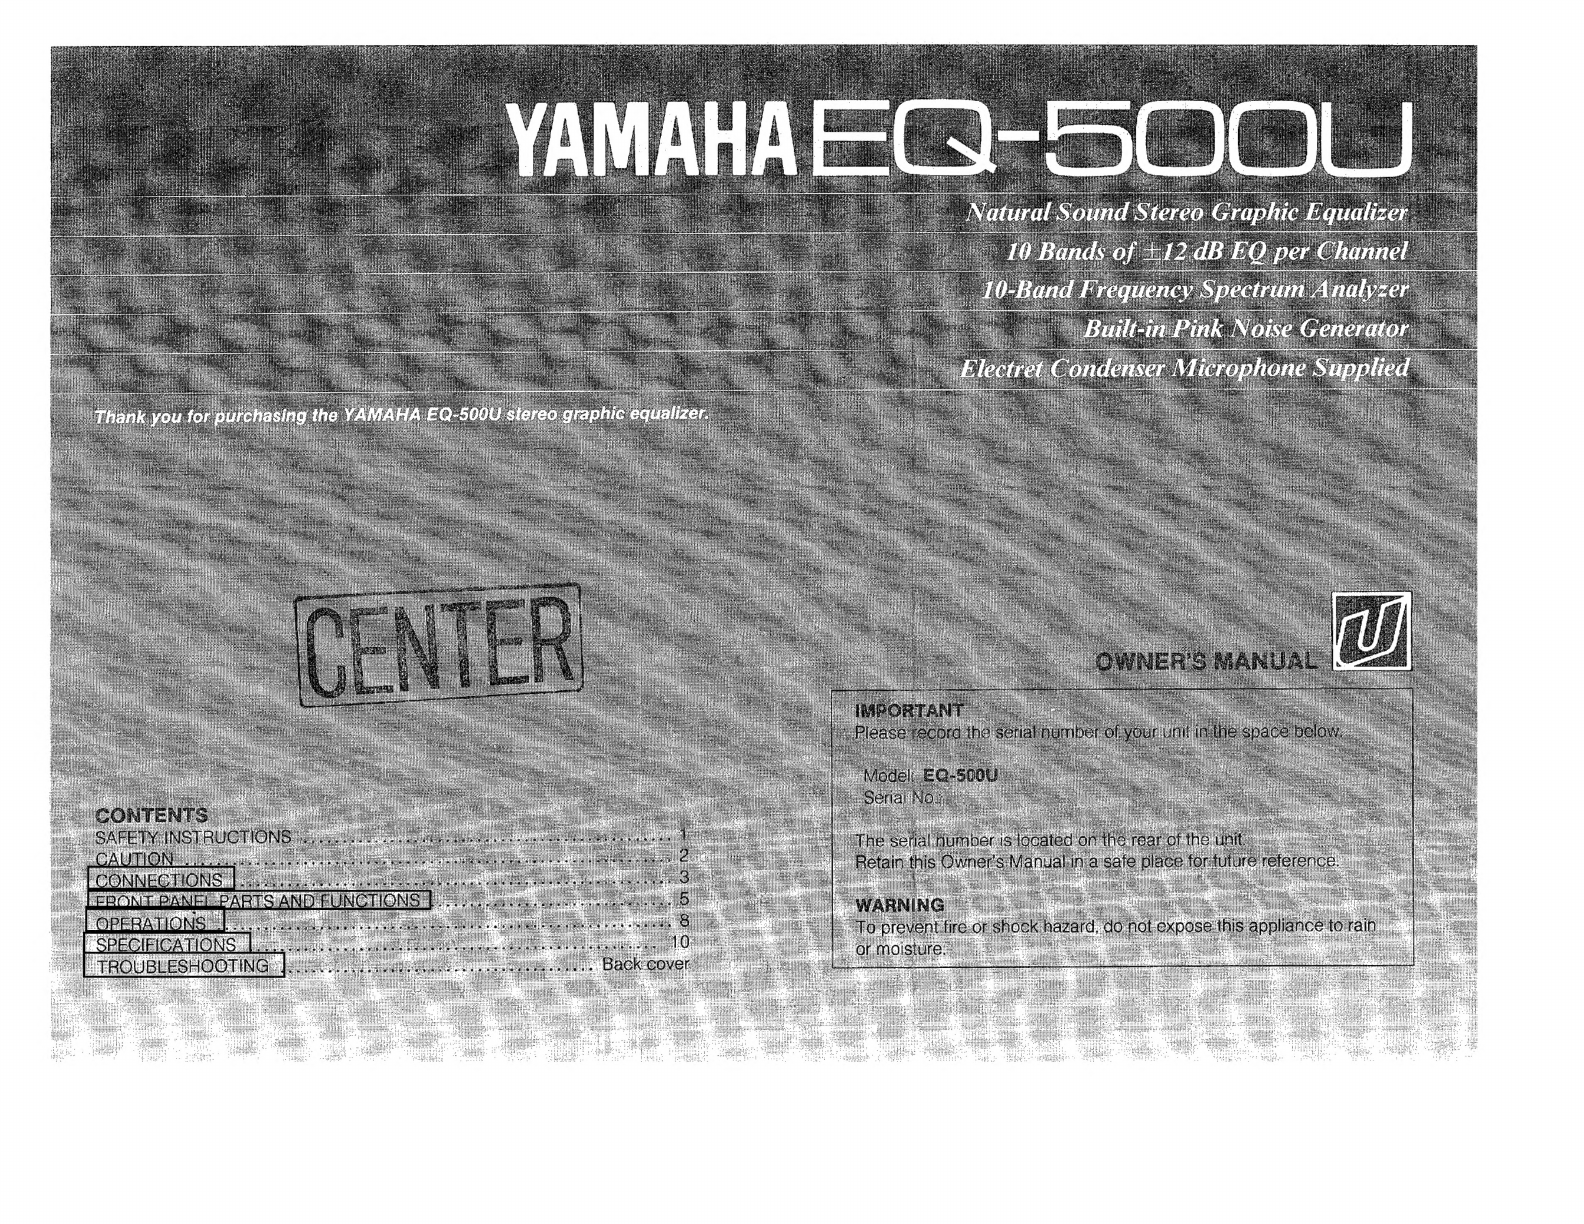 YAMAHA EQ-500U
Natural Sound Stereo Graphic Equalizer
10 Bands of ±12 dB EQ per Channel
10-Band Frequency Spectrum Analyzer
Built-in Pink Noise Generator
Electret Condenser Microphone Supplied
Thank you for purchasing the YAMAHA EQ-500U stereo graphic equalizer.
CENTER
CONTENTS
SAFETY INSTRUCTIONS ........ 1
CAUTION ........ 2
CONNECTIONS ........ 3
FRONT PANEL PARTS AND FUNCTIONS ........ 5
OPERATIONS ........ 8
SPECIFICATIONS ........ 10
TROUBLESHOOTING ........ Back cover
OWNER'S MANUAL U
IMPORTANT
Please record the serial number of your unit in the space below.
Model: EQ-500U
Serial No.:
The serial number is located on the rear of the unit.
Retain this Owner's Manual in a safe place for future reference.
WARNING
To prevent fire or shock hazard, do not expose this appliance to rain
or moisture.